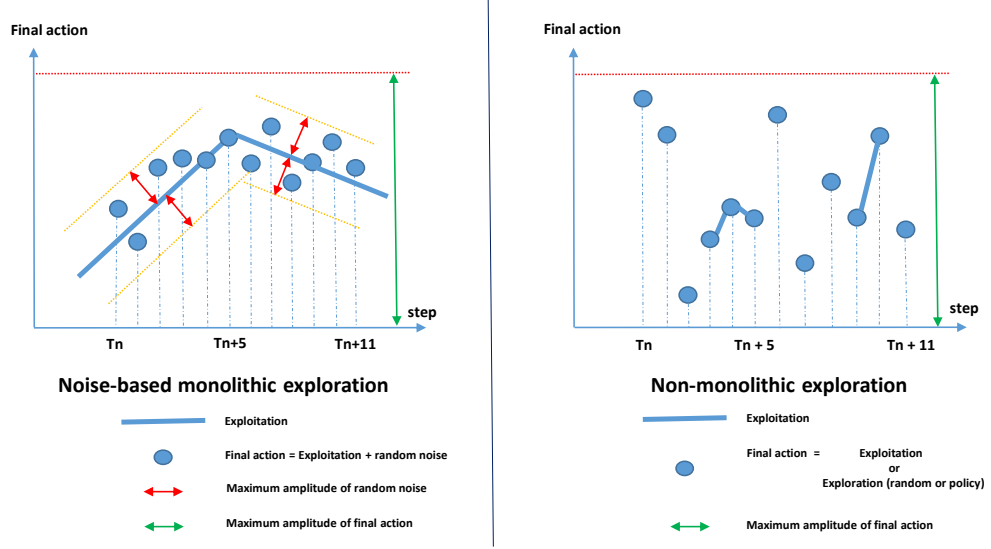 Final action
step
Tn Tn+5 Tn+11
Noise-based monolithic exploration
Exploitation
Final action = Exploitation + random noise
Maximum amplitude of random noise
Maximum amplitude of final action
Final action
step
Tn Tn + 5 Tn + 11
Non-monolithic exploration
Exploitation
Final action = Exploitation
or
Exploration (random or policy)
Maximum amplitude of final action